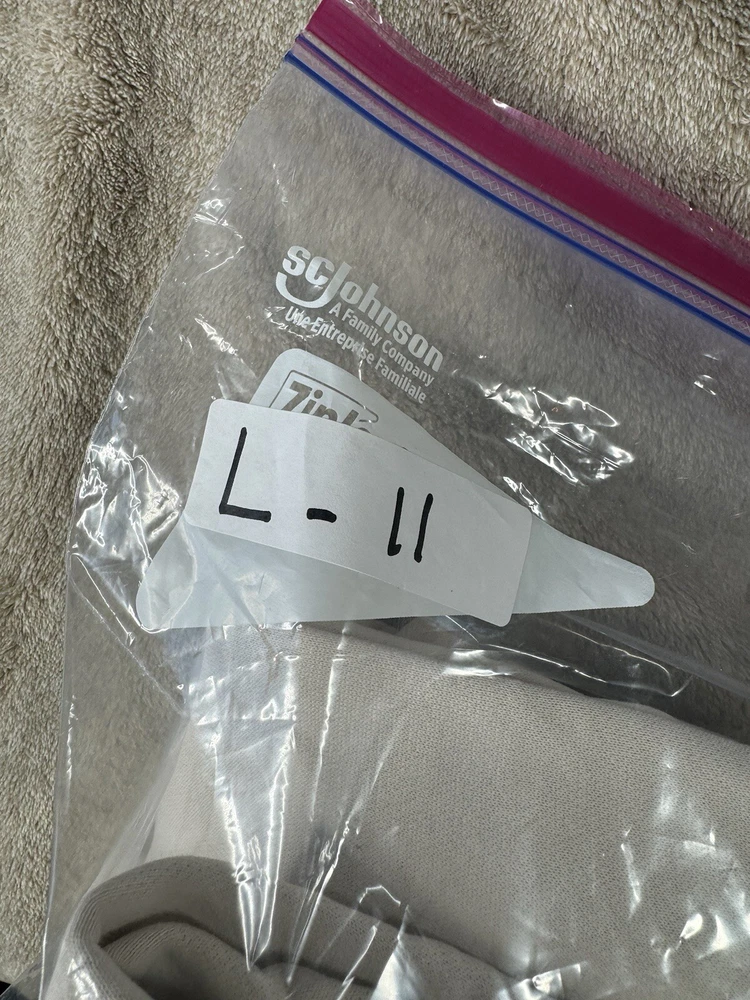 SC Johnson
A Family Company
Une Entreprise Familiale
L - 11